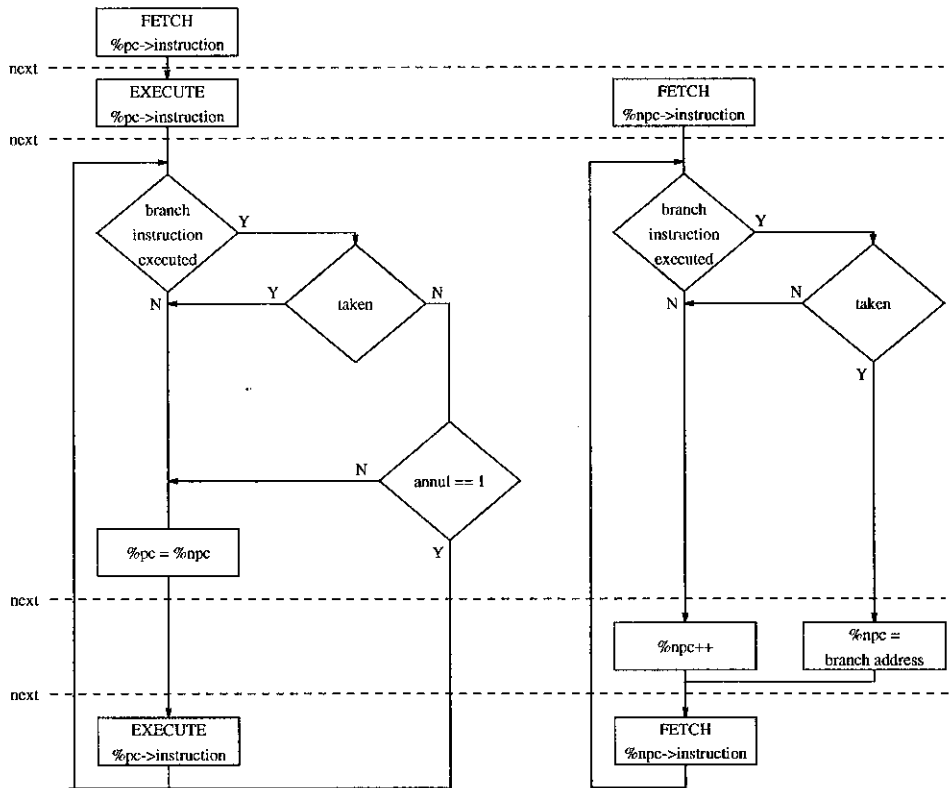 FETCH
%pc->instruction
next
EXECUTE
%pc->instruction
FETCH
%npc->instruction
next
branch
instruction
executed
Y
N
Y
taken
N
annul == 1
N
Y
%pc = %npc
branch
instruction
executed
Y
N
N
taken
Y
next
%npc++
%npc =
branch address
next
EXECUTE
%pc->instruction
FETCH
%npc->instruction